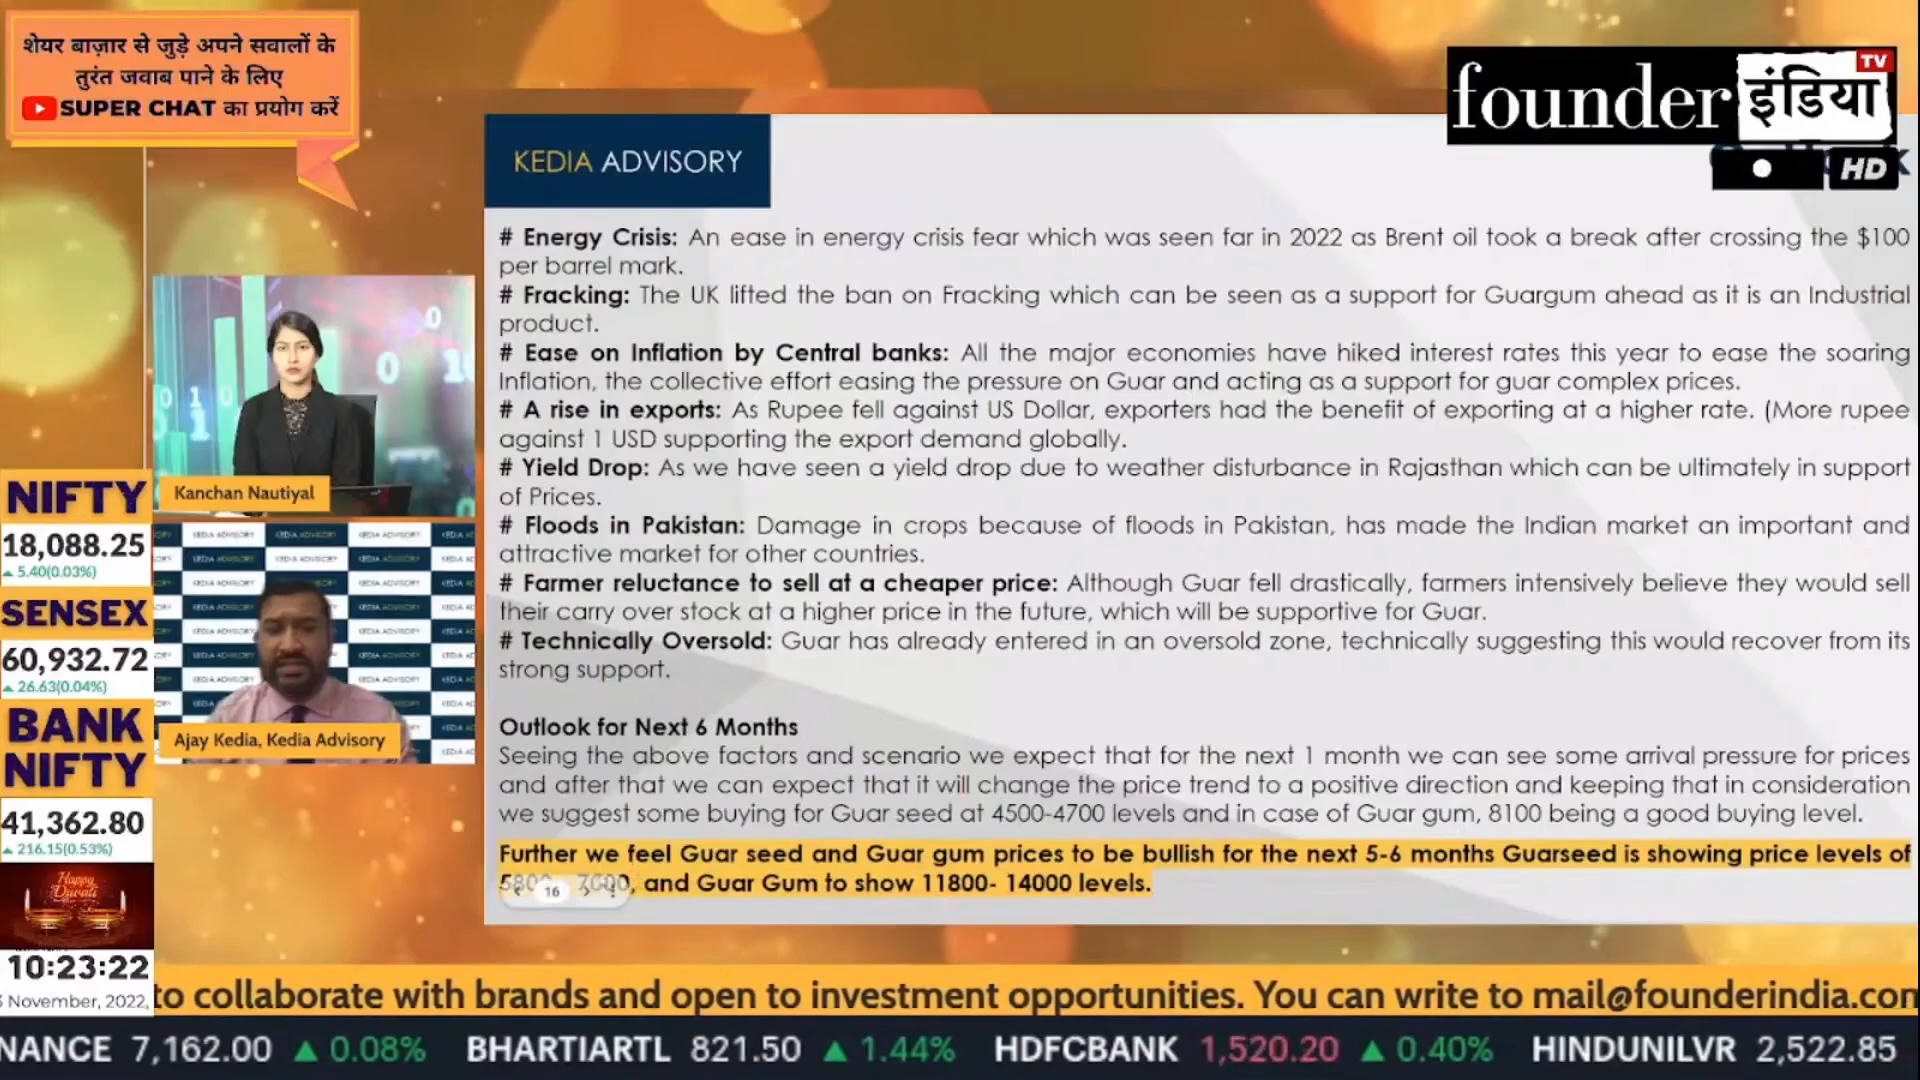 शेयर बाज़ार से जुड़े अपने सवालों के
तुरंत जवाब पाने के लिए
SUPER CHAT का प्रयोग करें
founder इंडिया TV
HD
KEDIA ADVISORY
# Energy Crisis: An ease in energy crisis fear which was seen far in 2022 as Brent oil took a break after crossing the $100
per barrel mark.
# Fracking: The UK lifted the ban on Fracking which can be seen as a support for Guargum ahead as it is an Industrial
product.
# Ease on Inflation by Central banks: All the major economies have hiked interest rates this year to ease the soaring
Inflation, the collective effort easing the pressure on Guar and acting as a support for guar complex prices.
# A rise in exports: As Rupee fell against US Dollar, exporters had the benefit of exporting at a higher rate. (More rupee
against 1 USD supporting the export demand globally.
# Yield Drop: As we have seen a yield drop due to weather disturbance in Rajasthan which can be ultimately in support
of Prices.
# Floods in Pakistan: Damage in crops because of floods in Pakistan, has made the Indian market an important and
attractive market for other countries.
# Farmer reluctance to sell at a cheaper price: Although Guar fell drastically, farmers intensively believe they would sell
their carry over stock at a higher price in the future, which will be supportive for Guar.
# Technically Oversold: Guar has already entered in an oversold zone, technically suggesting this would recover from its
strong support.
Outlook for Next 6 Months
Seeing the above factors and scenario we expect that for the next 1 month we can see some arrival pressure for prices
and after that we can expect that it will change the price trend to a positive direction and keeping that in consideration
we suggest some buying for Guar seed at 4500-4700 levels and in case of Guar gum, 8100 being a good buying level.
Further we feel Guar seed and Guar gum prices to be bullish for the next 5-6 months Guarseed is showing price levels of
and Guar Gum to show 11800- 14000 levels.
16
Kanchan Nautiyal
Ajay Kedia, Kedia Advisory
NIFTY
18,088.25
5.40(0.03%)
SENSEX
60,932.72
26.63(0.04%)
BANK
NIFTY
41,362.80
216.15(0.53%)
Happy
Diwali
10:23:22
November, 2022,
to collaborate with brands and open to investment opportunities. You can write to mail@founderindia.com
NANCE 7,162.00 ▲ 0.08% BHARTIARTL 821.50 ▲ 1.44% HDFCBANK 1,520.20 ▲ 0.40% HINDUNILVR 2,522.85